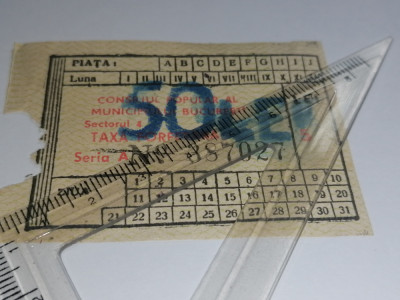 PIAȚA : A B C D E F G H I J
Luna I II III IV V VI VII VIII IX X XI XII
CONSILIUL POPULAR AL
MUNICIPIULUI BUCUREȘTI
Sectorul 4
TAXA
50
Seria A 887027
1 2 3 4 5 6 7 8 9 10
11 12 13 14 15 16 17 18 19 20
21 22 23 24 25 26 27 28 29 30 31